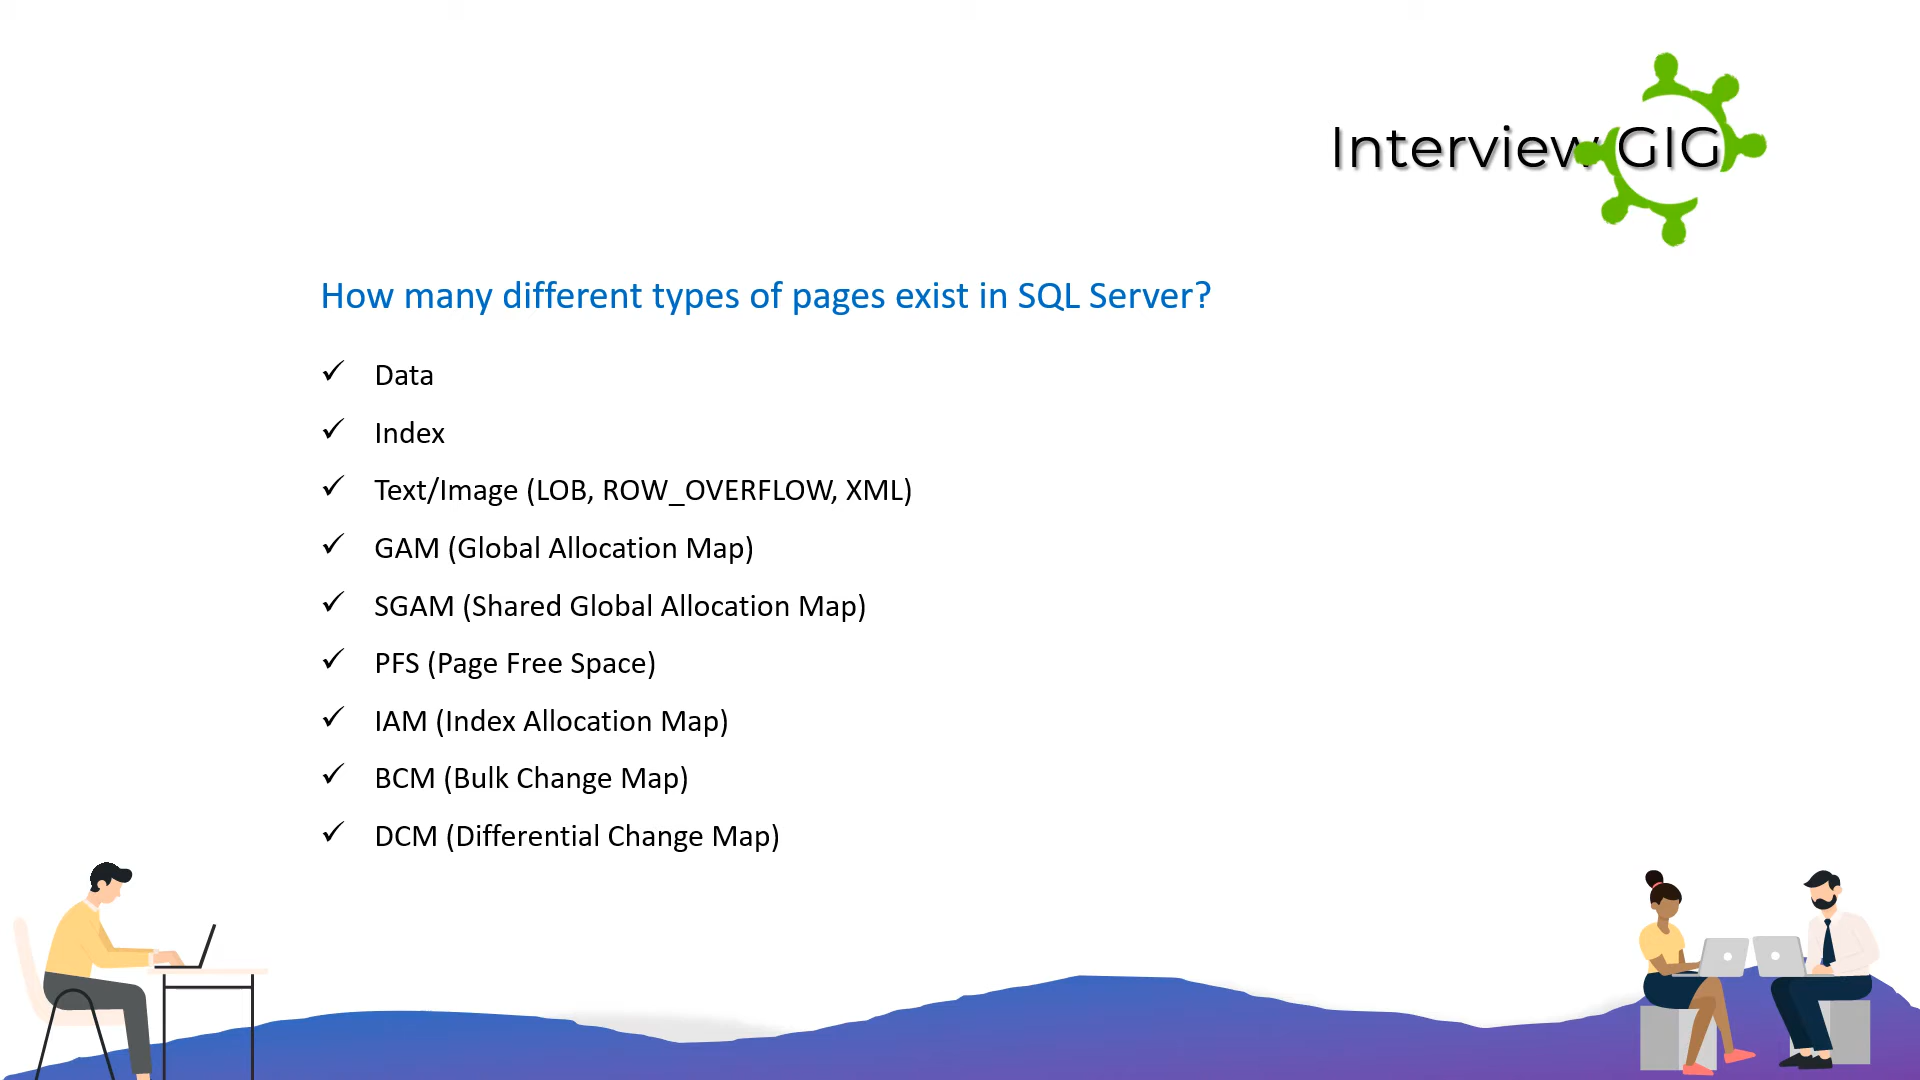 Interview GIG
How many different types of pages exist in SQL Server?
✓ Data
✓ Index
✓ Text/Image (LOB, ROW_OVERFLOW, XML)
✓ GAM (Global Allocation Map)
✓ SGAM (Shared Global Allocation Map)
✓ PFS (Page Free Space)
✓ IAM (Index Allocation Map)
✓ BCM (Bulk Change Map)
✓ DCM (Differential Change Map)